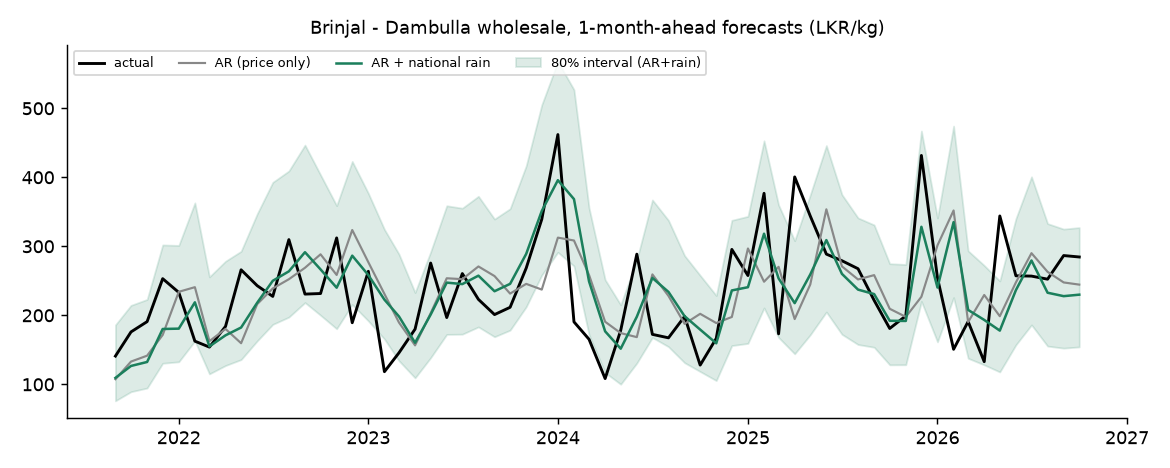 Brinjal - Dambulla wholesale, 1-month-ahead forecasts (LKR/kg)
actual
AR (price only)
AR + national rain
80% interval (AR+rain)
500
400
300
200
100
2022
2023
2024
2025
2026
2027